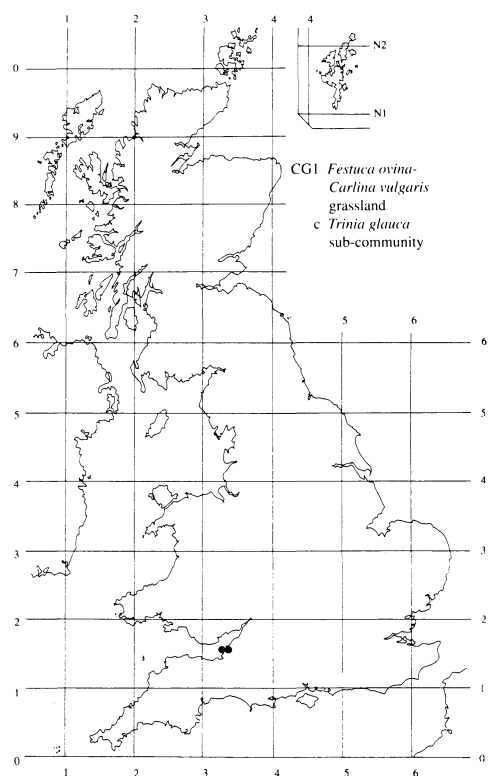 1 2 3 4 4
N2
0
N1
9
CG1 Festuca ovina-
Carlina vulgaris
grassland
c Trinia glauca
sub-community
8
7
5 6
6 6
5 5
4 4
3 3
2 2
1 1
0 0
1 2 3 4 5 6